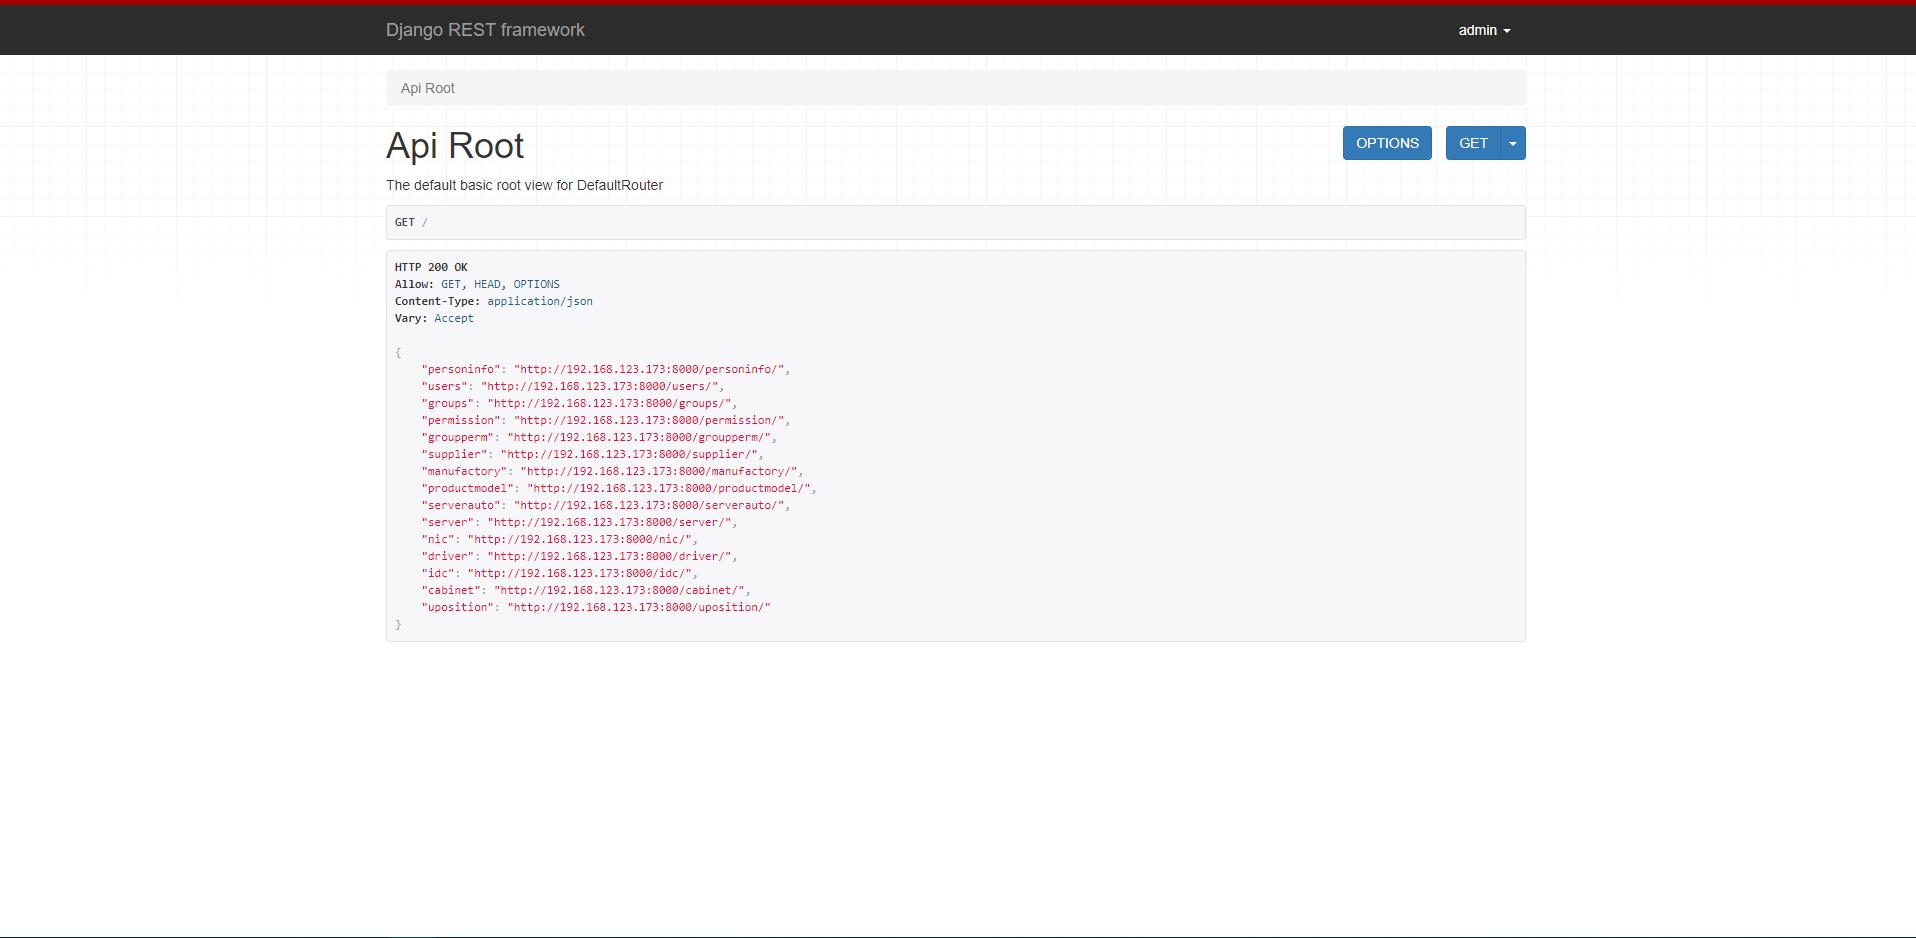 Django REST framework
admin
Api Root
Api Root
OPTIONS
GET
The default basic root view for DefaultRouter
GET /
HTTP 200 OK
Allow: GET, HEAD, OPTIONS
Content-Type: application/json
Vary: Accept
{
    "personinfo": "http://192.168.123.173:8000/personinfo/",
    "users": "http://192.168.123.173:8000/users/",
    "groups": "http://192.168.123.173:8000/groups/",
    "permission": "http://192.168.123.173:8000/permission/",
    "groupperm": "http://192.168.123.173:8000/groupperm/",
    "supplier": "http://192.168.123.173:8000/supplier/",
    "manufactory": "http://192.168.123.173:8000/manufactory/",
    "productmodel": "http://192.168.123.173:8000/productmodel/",
    "serverauto": "http://192.168.123.173:8000/serverauto/",
    "server": "http://192.168.123.173:8000/server/",
    "nic": "http://192.168.123.173:8000/nic/",
    "driver": "http://192.168.123.173:8000/driver/",
    "idc": "http://192.168.123.173:8000/idc/",
    "cabinet": "http://192.168.123.173:8000/cabinet/",
    "uposition": "http://192.168.123.173:8000/uposition/"
}